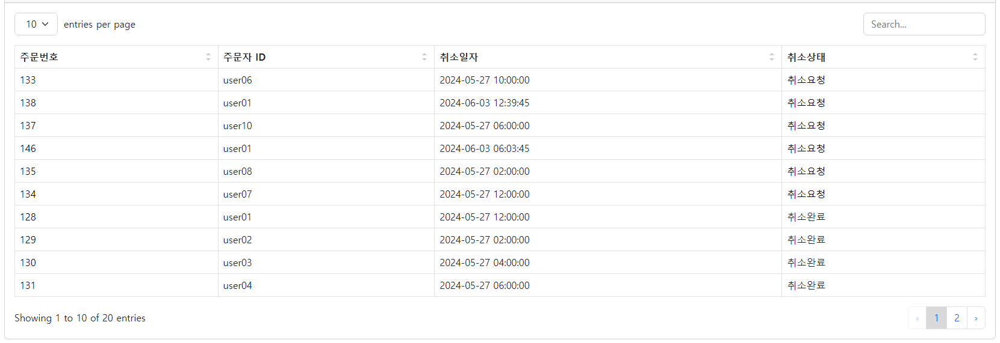 10 entries per page Search...
주문번호 주문자 ID 취소일자 취소상태
133 user06 2024-05-27 10:00:00 취소요청
138 user01 2024-06-03 12:39:45 취소요청
137 user10 2024-05-27 06:00:00 취소요청
146 user01 2024-06-03 06:03:45 취소요청
135 user08 2024-05-27 02:00:00 취소요청
134 user07 2024-05-27 12:00:00 취소요청
128 user01 2024-05-27 12:00:00 취소완료
129 user02 2024-05-27 02:00:00 취소완료
130 user03 2024-05-27 04:00:00 취소완료
131 user04 2024-05-27 06:00:00 취소완료
Showing 1 to 10 of 20 entries ‹ 1 2 ›